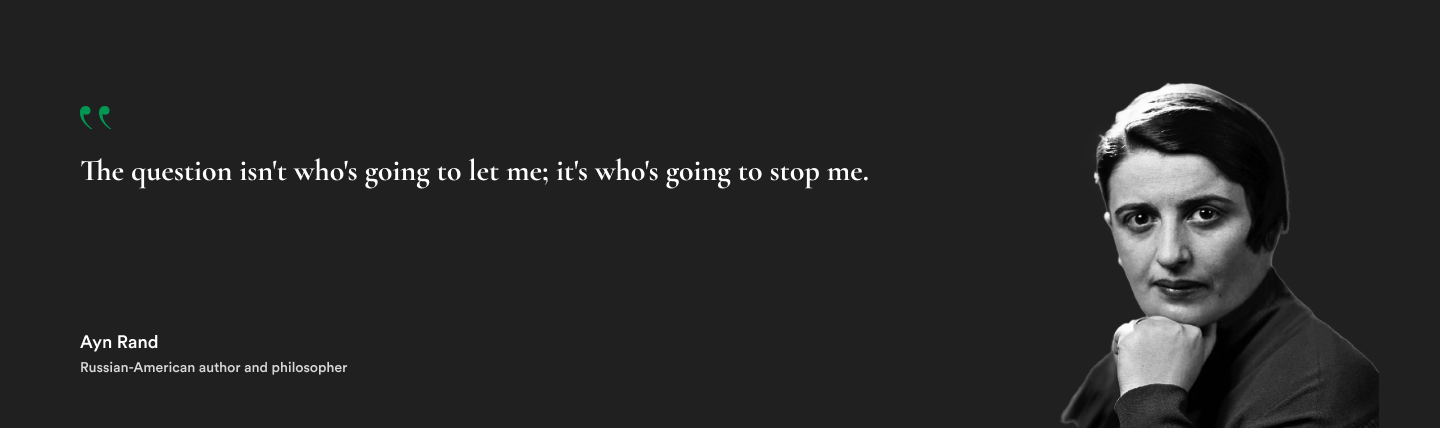 The question isn't who's going to let me; it's who's going to stop me.
Ayn Rand
Russian-American author and philosopher